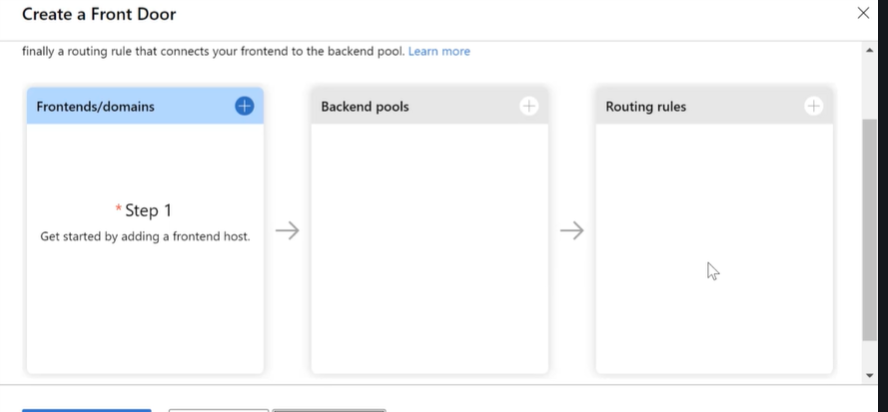 Create a Front Door
finally a routing rule that connects your frontend to the backend pool. Learn more
Frontends/domains
Backend pools
Routing rules
* Step 1
Get started by adding a frontend host.